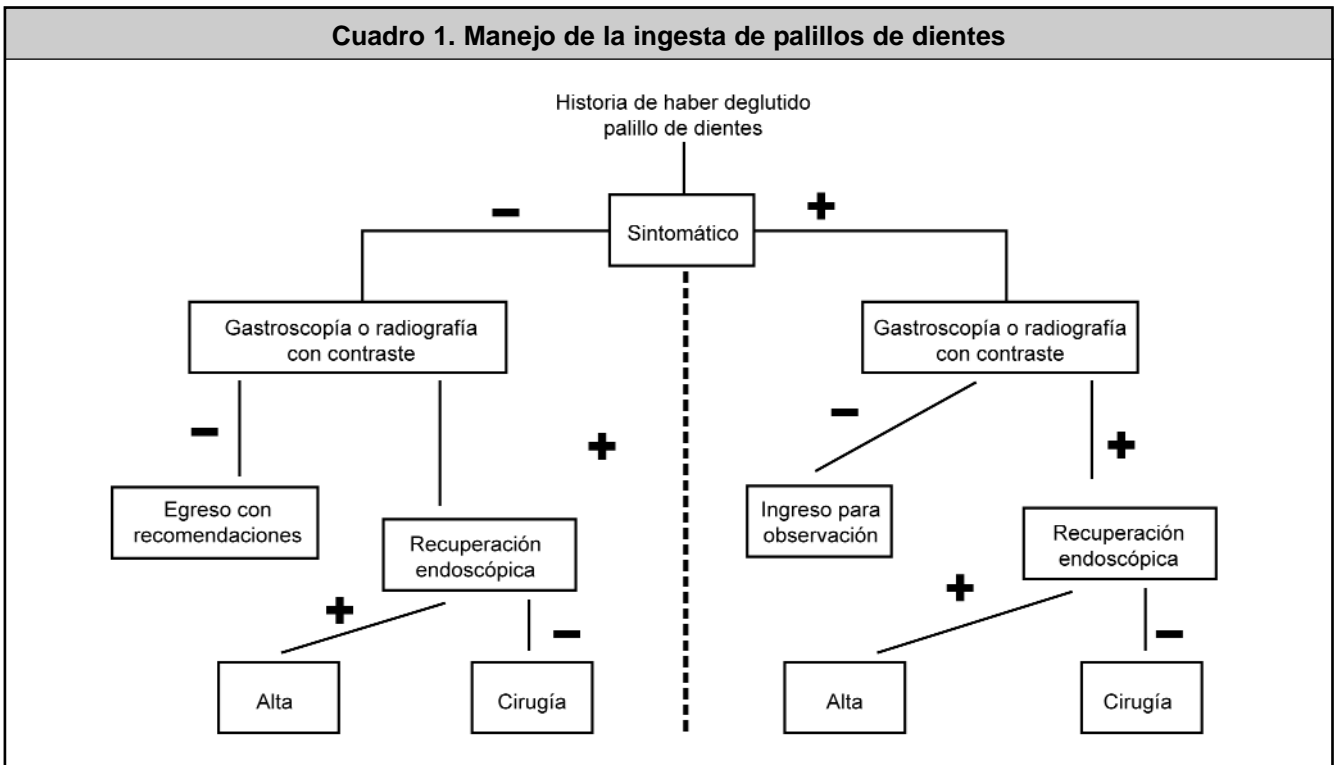 Cuadro 1. Manejo de la ingesta de palillos de dientes
Historia de haber deglutido
palillo de dientes
− +
Sintomático
Gastroscopía o radiografía
con contraste
Gastroscopía o radiografía
con contraste
−
+
−
+
Egreso con
recomendaciones
Recuperación
endoscópica
Ingreso para
observación
Recuperación
endoscópica
+
−
+
−
Alta
Cirugía
Alta
Cirugía